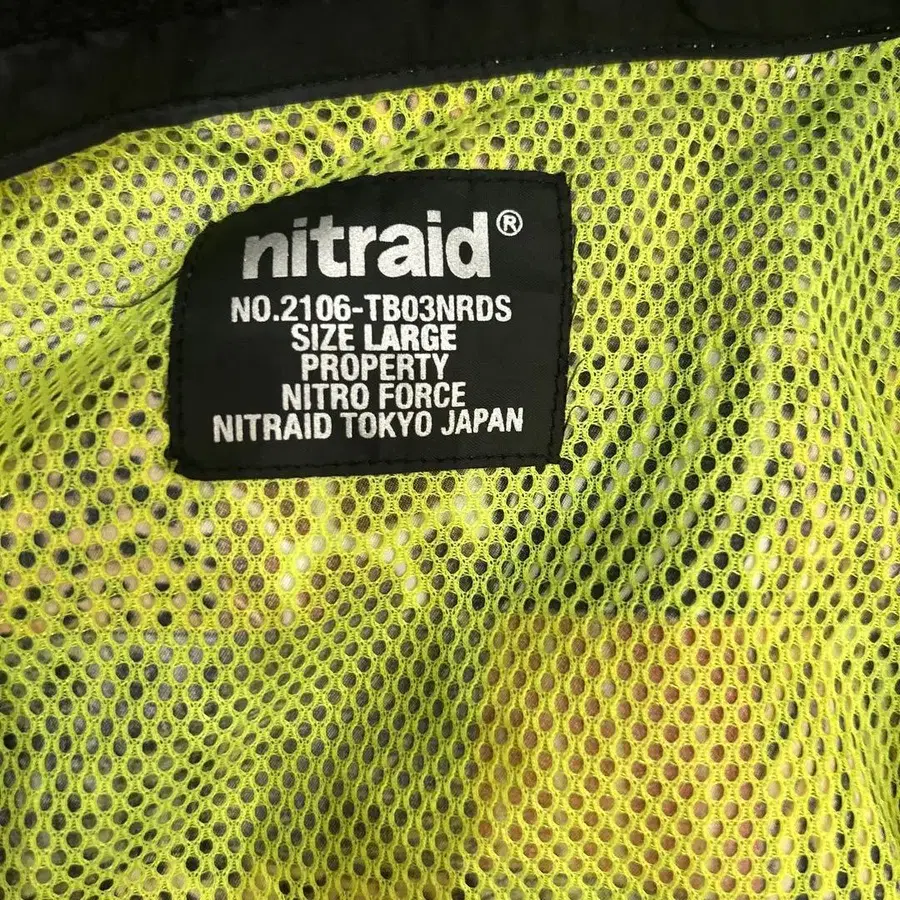 nitraid®
NO.2106-TB03NRDS
SIZE LARGE
PROPERTY
NITRO FORCE
NITRAID TOKYO JAPAN